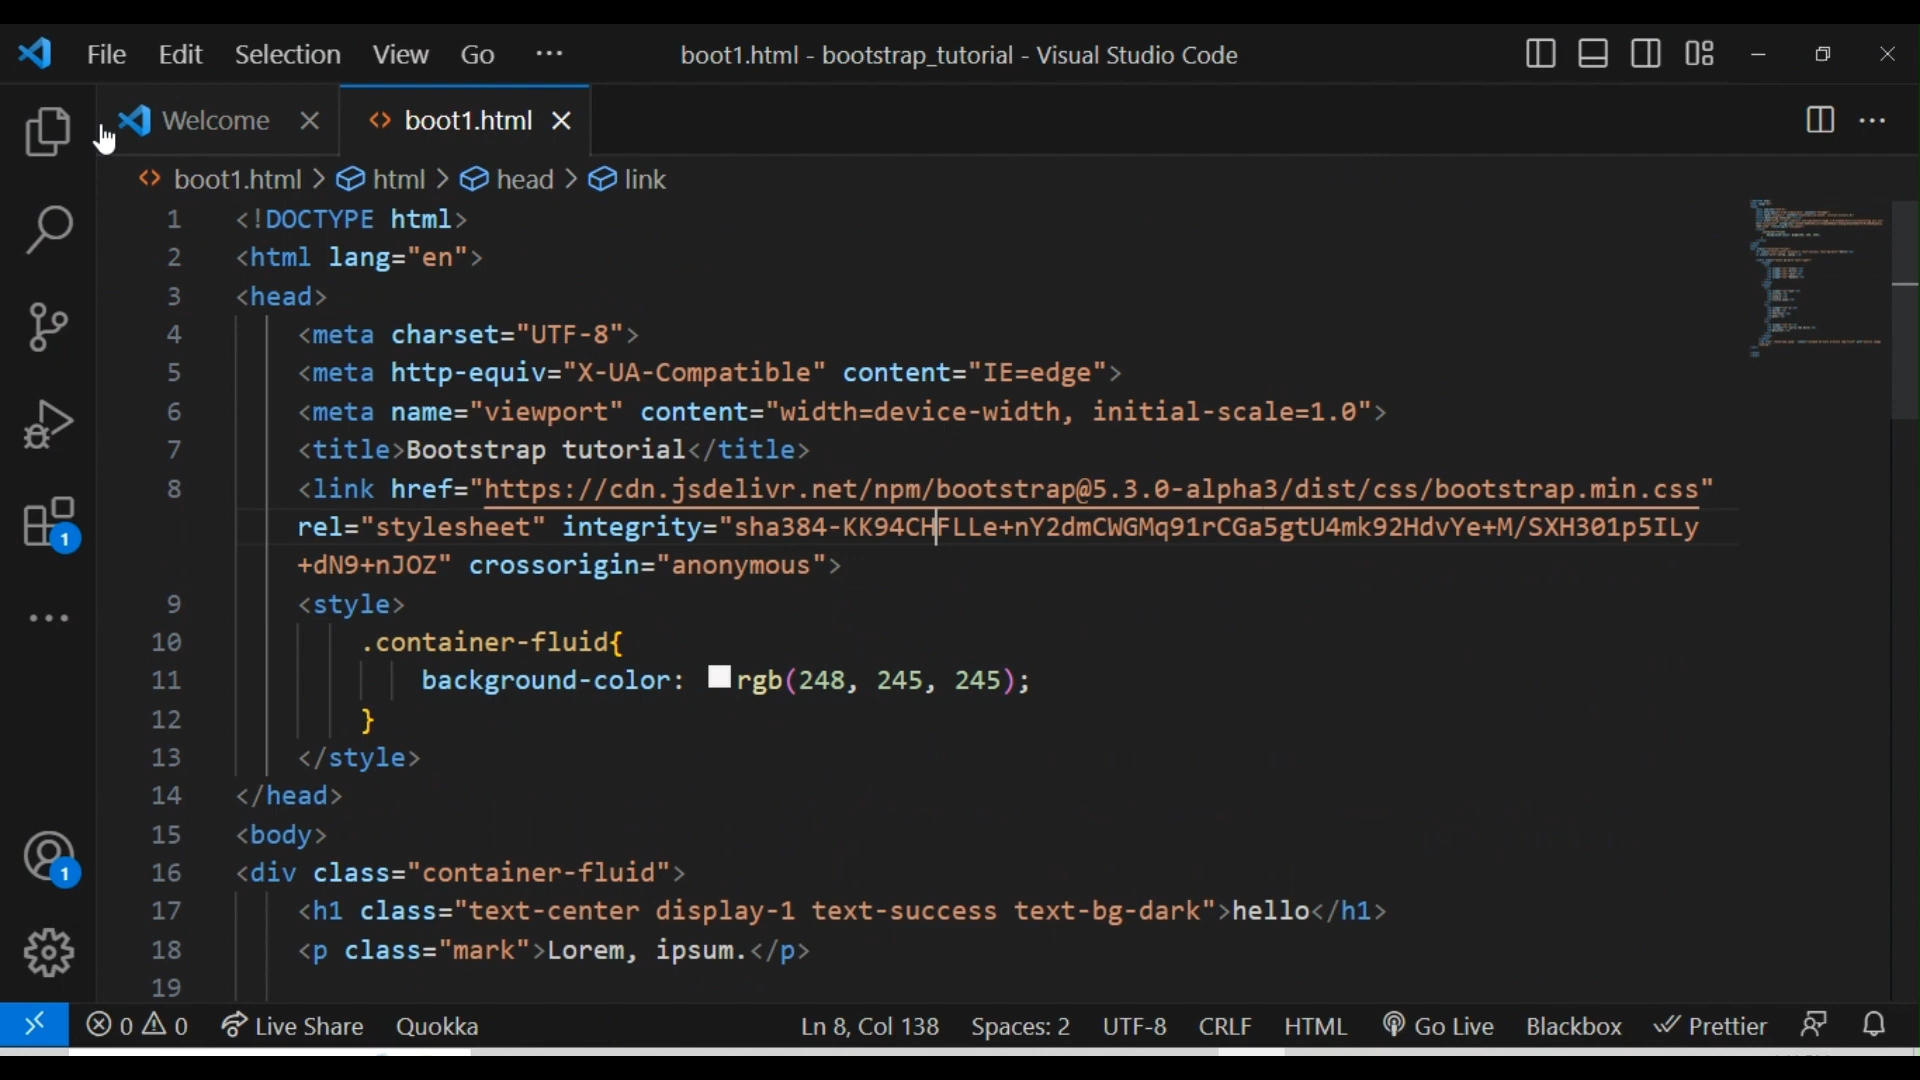 File Edit Selection View Go ··· boot1.html - bootstrap_tutorial - Visual Studio Code
Welcome boot1.html
boot1.html > html > head > link
1 <!DOCTYPE html>
2 <html lang="en">
3 <head>
4 <meta charset="UTF-8">
5 <meta http-equiv="X-UA-Compatible" content="IE=edge">
6 <meta name="viewport" content="width=device-width, initial-scale=1.0">
7 <title>Bootstrap tutorial</title>
8 <link href="https://cdn.jsdelivr.net/npm/bootstrap@5.3.0-alpha3/dist/css/bootstrap.min.css"
rel="stylesheet" integrity="sha384-KK94CHFLLe+nY2dmCWGMq91rCGa5gtU4mk92HdvYe+M/SXH301p5ILy
+dN9+nJOZ" crossorigin="anonymous">
9 <style>
10 .container-fluid{
11 background-color: rgb(248, 245, 245);
12 }
13 </style>
14 </head>
15 <body>
16 <div class="container-fluid">
17 <h1 class="text-center display-1 text-success text-bg-dark">hello</h1>
18 <p class="mark">Lorem, ipsum.</p>
19
1
1
0 0 Live Share Quokka Ln 8, Col 138 Spaces: 2 UTF-8 CRLF HTML Go Live Blackbox Prettier